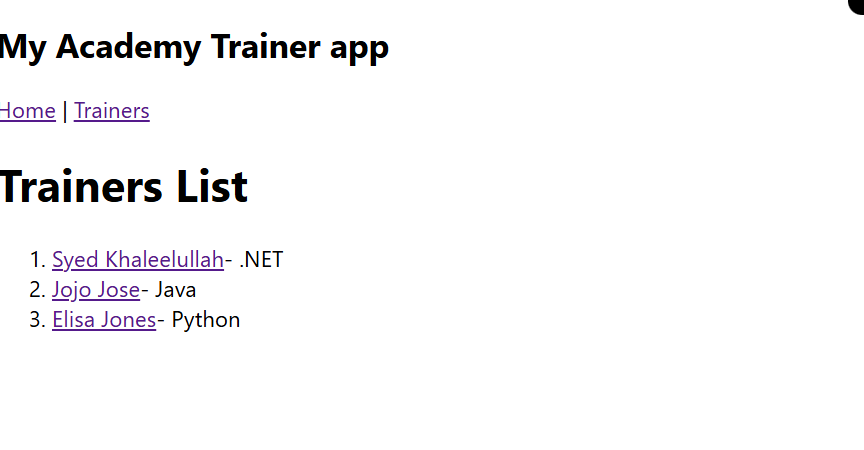 My Academy Trainer app
Home | Trainers
Trainers List
1. Syed Khaleelullah- .NET
2. Jojo Jose- Java
3. Elisa Jones- Python